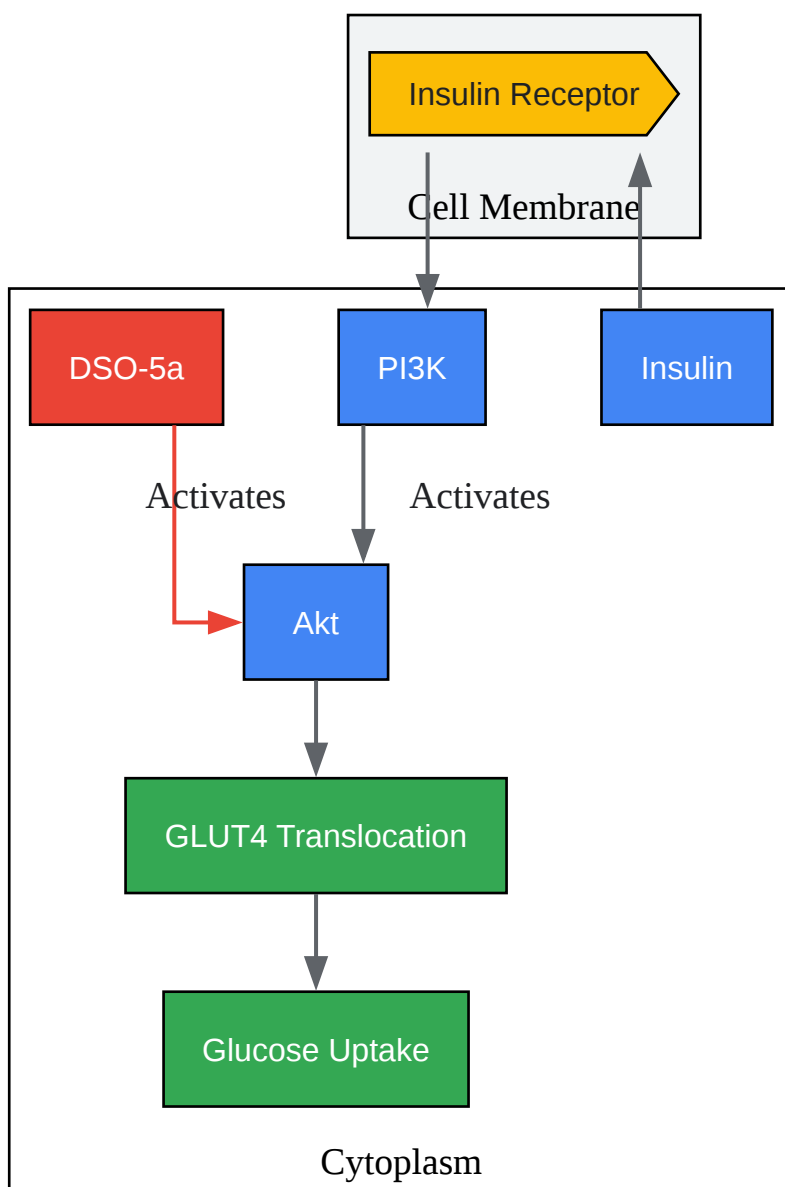 Insulin Receptor
Cell Membrane
DSO-5a
PI3K
Insulin
Activates
Activates
Akt
GLUT4 Translocation
Glucose Uptake
Cytoplasm